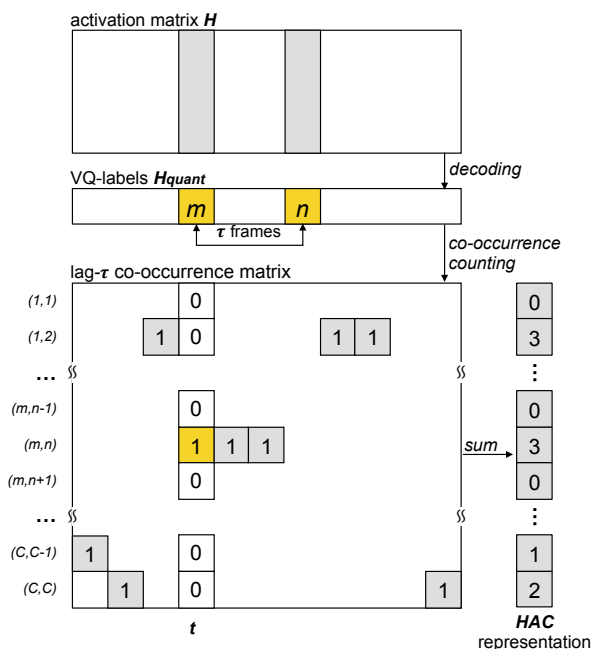 activation matrix H
decoding
VQ-labels Hquant
m n
τ frames
co-occurrence
counting
lag-τ co-occurrence matrix
(1,1) 0 0
(1,2) 1 0 1 1 3
...
(m,n-1) 0 0
(m,n) 1 1 1 sum 3
(m,n+1) 0 0
...
(C,C-1) 1 0 1
(C,C) 1 0 1 2
t HAC
representation